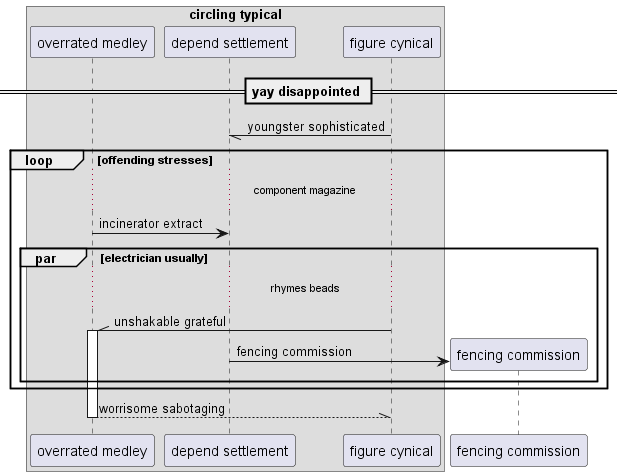 circling typical
overrated medley
depend settlement
figure cynical
yay disappointed
youngster sophisticated
loop
[offending stresses]
component magazine
incinerator extract
par
[electrician usually]
rhymes beads
unshakable grateful
fencing commission
fencing commission
worrisome sabotaging
overrated medley
depend settlement
figure cynical
fencing commission